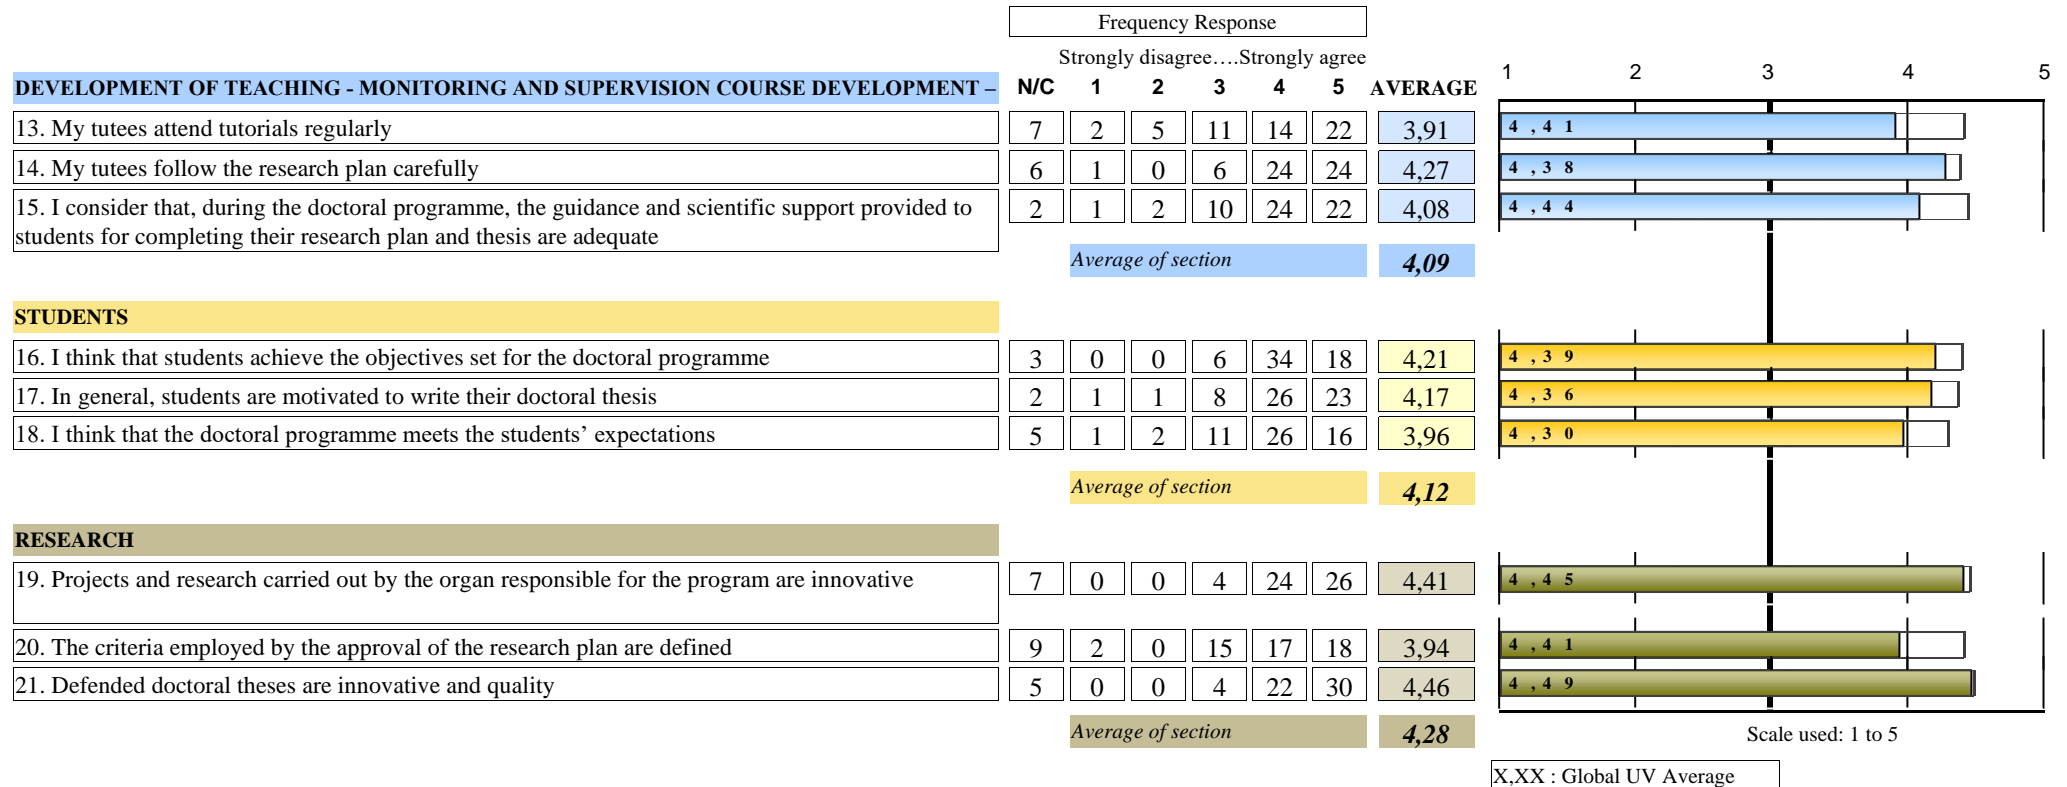 Frequency Response
Strongly disagree….Strongly agree
DEVELOPMENT OF TEACHING - MONITORING AND SUPERVISION COURSE DEVELOPMENT – N/C 1 2 3 4 5 AVERAGE 1 2 3 4 5
13. My tutees attend tutorials regularly 7 2 5 11 14 22 3,91 4,41
14. My tutees follow the research plan carefully 6 1 0 6 24 24 4,27 4,38
15. I consider that, during the doctoral programme, the guidance and scientific support provided to 2 1 2 10 24 22 4,08 4,44
students for completing their research plan and thesis are adequate
Average of section 4,09
STUDENTS
16. I think that students achieve the objectives set for the doctoral programme 3 0 0 6 34 18 4,21 4,39
17. In general, students are motivated to write their doctoral thesis 2 1 1 8 26 23 4,17 4,36
18. I think that the doctoral programme meets the students’ expectations 5 1 2 11 26 16 3,96 4,30
Average of section 4,12
RESEARCH
19. Projects and research carried out by the organ responsible for the program are innovative 7 0 0 4 24 26 4,41 4,45
20. The criteria employed by the approval of the research plan are defined 9 2 0 15 17 18 3,94 4,41
21. Defended doctoral theses are innovative and quality 5 0 0 4 22 30 4,46 4,49
Average of section 4,28
Scale used: 1 to 5
X,XX : Global UV Average